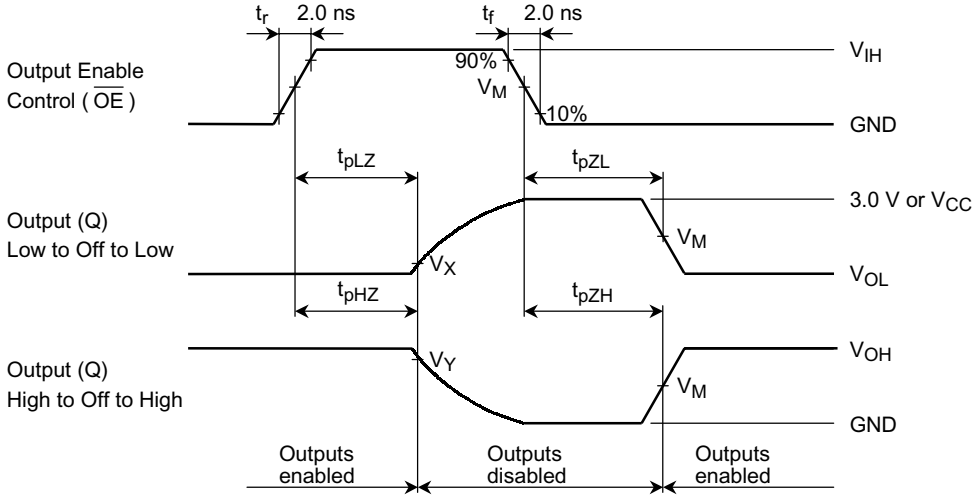 tr 2.0 ns tf 2.0 ns
Output Enable
Control ( OE )
90%
VM
10%
VIH
GND
tpLZ tpZL
Output (Q)
Low to Off to Low
3.0 V or VCC
VX
VM
VOL
tpHZ tpZH
Output (Q)
High to Off to High
VY
VM
VOH
GND
Outputs Outputs Outputs
enabled disabled enabled